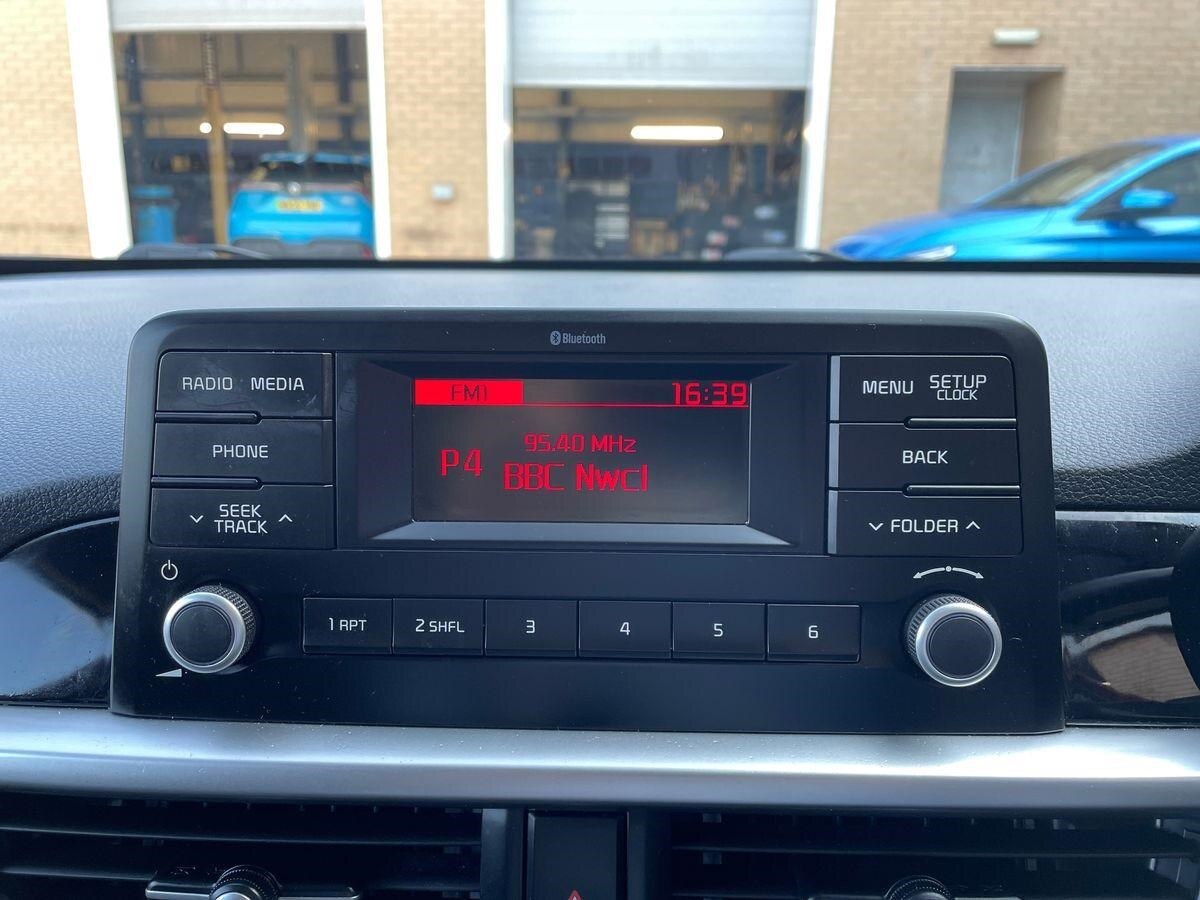 Bluetooth
RADIO MEDIA
PHONE
SEEK
TRACK
FM1 16:39
95.40 MHz
P4 BBC Nwcl
MENU SETUP
CLOCK
BACK
FOLDER
1 RPT 2 SHFL 3 4 5 6